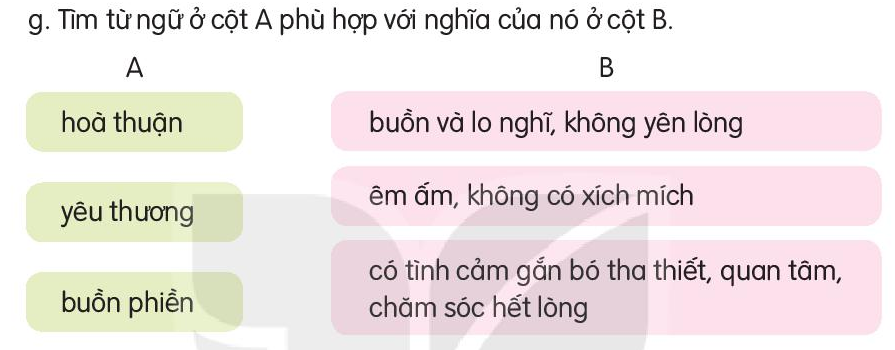 g. Tìm từ ngữ ở cột A phù hợp với nghĩa của nó ở cột B.
A
B
hoà thuận
buồn và lo nghĩ, không yên lòng
yêu thương
êm ấm, không có xích mích
buồn phiền
có tình cảm gắn bó tha thiết, quan tâm,
chăm sóc hết lòng